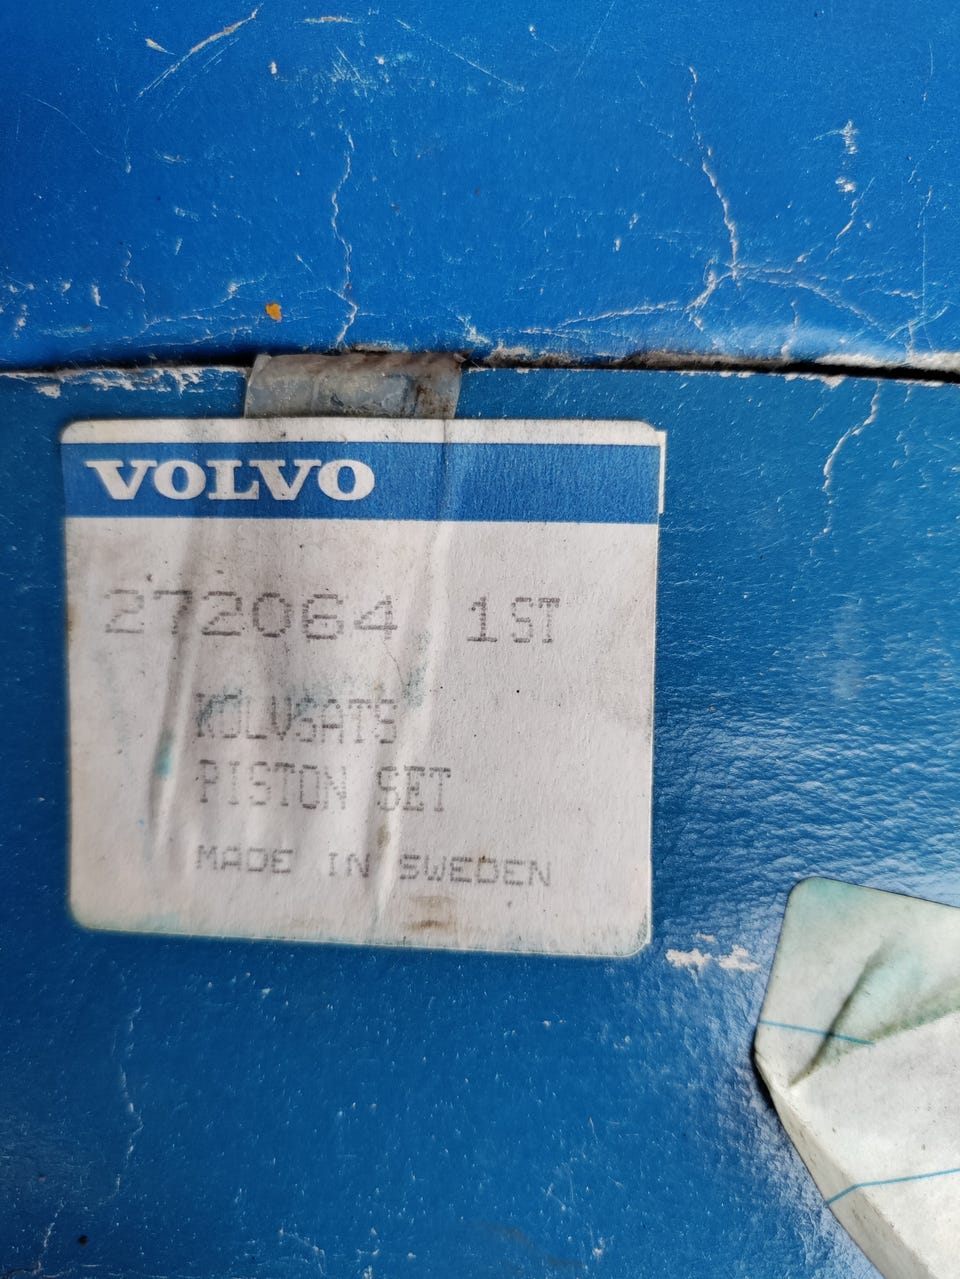 VOLVO
272064 1ST
KOLVSATS
PISTON SET
MADE IN SWEDEN